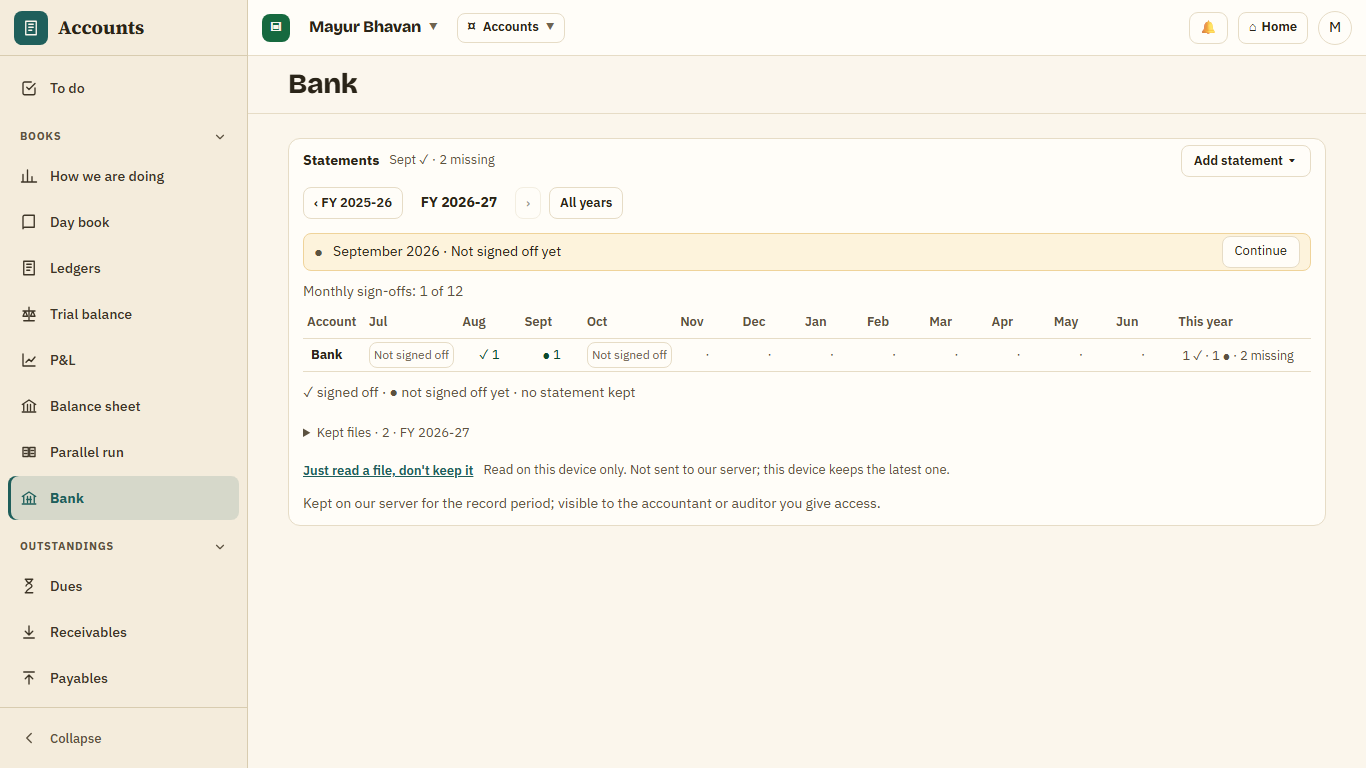 Accounts
Mayur Bhavan ▼
¤ Accounts ▼
🔔
⌂ Home
M
To do
BOOKS
How we are doing
Day book
Ledgers
Trial balance
P&L
Balance sheet
Parallel run
Bank
OUTSTANDINGS
Dues
Receivables
Payables
Collapse
Bank
Statements Sept ✓ · 2 missing
Add statement ▾
‹ FY 2025-26 FY 2026-27 › All years
● September 2026 · Not signed off yet Continue
Monthly sign-offs: 1 of 12
Account Jul Aug Sept Oct Nov Dec Jan Feb Mar Apr May Jun This year
Bank Not signed off ✓ 1 ● 1 Not signed off · · · · · · · · 1 ✓ · 1 ● · 2 missing
✓ signed off · ● not signed off yet · no statement kept
▶ Kept files · 2 · FY 2026-27
Just read a file, don't keep it Read on this device only. Not sent to our server; this device keeps the latest one.
Kept on our server for the record period; visible to the accountant or auditor you give access.